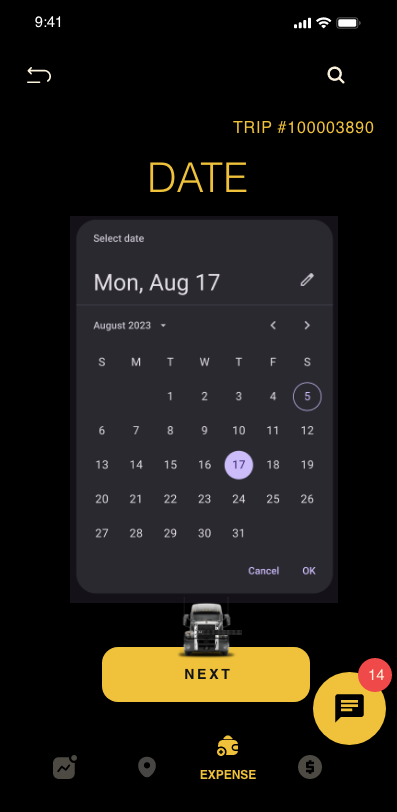 9:41
TRIP #100003890
DATE
Select date
Mon, Aug 17
August 2023
S M T W T F S
1 2 3 4 5
6 7 8 9 10 11 12
13 14 15 16 17 18 19
20 21 22 23 24 25 26
27 28 29 30 31
Cancel OK
NEXT
14
EXPENSE
$